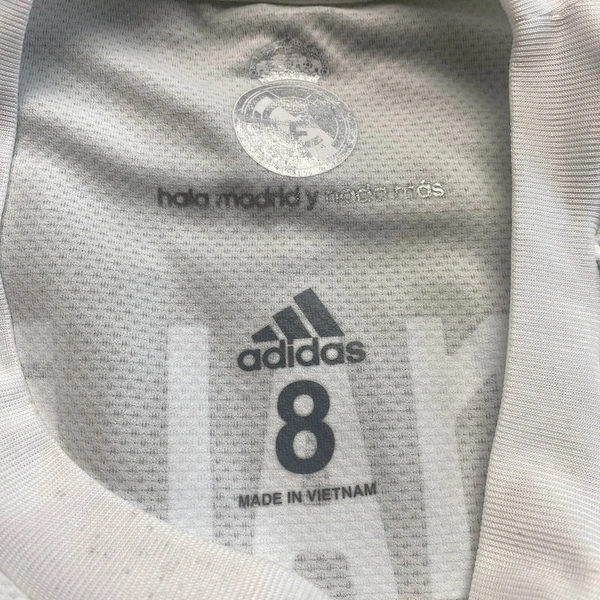 hala madrid y nada más
adidas
8
MADE IN VIETNAM